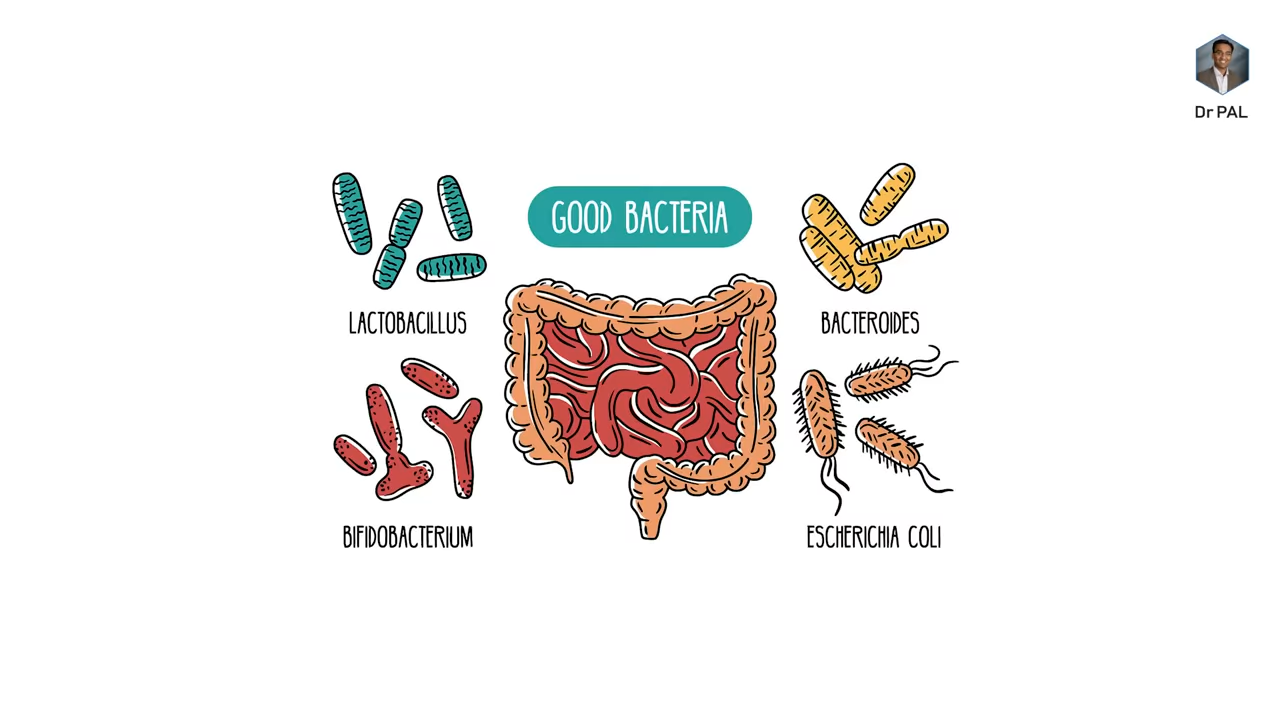 Dr PAL
GOOD BACTERIA
LACTOBACILLUS
BACTEROIDES
BIFIDOBACTERIUM
ESCHERICHIA COLI